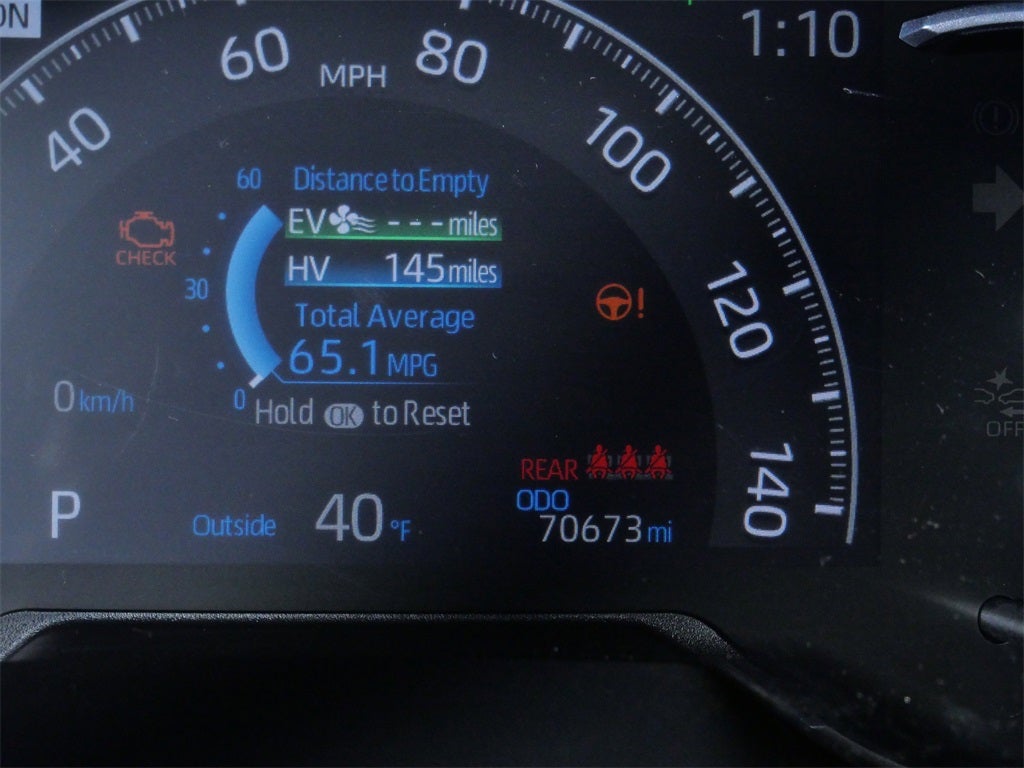 ON
1:10
60
80
MPH
40
100
60 Distance to Empty
EV - - - miles
CHECK
HV 145 miles
30
120
Total Average
65.1 MPG
0 km/h
0
Hold OK to Reset
OFF
140
REAR
ODO
P
Outside 40 °F
70673 mi